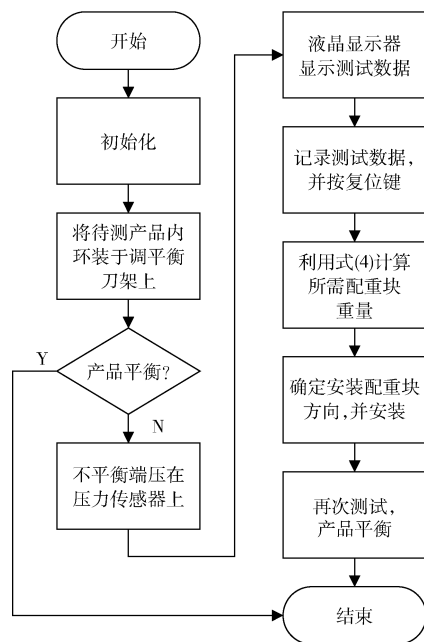 开始
初始化
将待测产品内
环装于调平衡
刀架上
产品平衡?
Y
N
不平衡端压在
压力传感器上
液晶显示器
显示测试数据
记录测试数据,
并按复位键
利用式(4)计算
所需配重块
重量
确定安装配重块
方向,并安装
再次测试,
产品平衡
结束